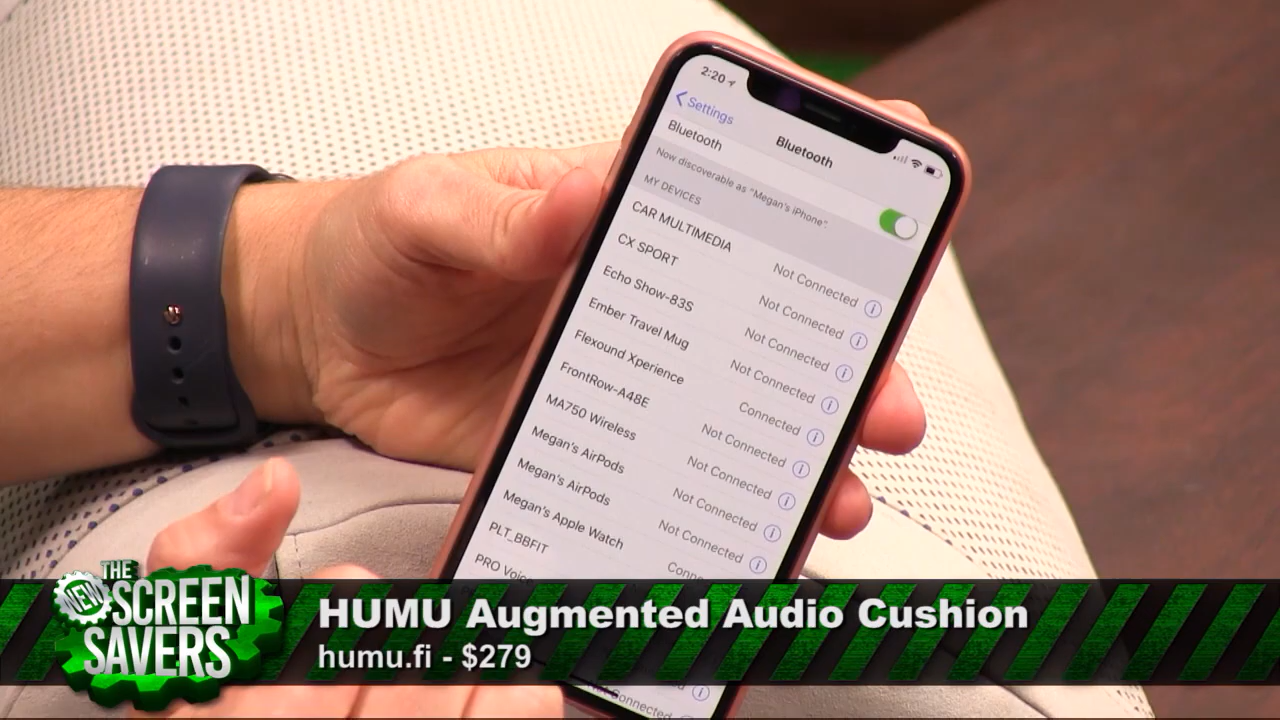 2:20
Settings
Bluetooth
Bluetooth
Now discoverable as "Megan's iPhone".
MY DEVICES
CAR MULTIMEDIA Not Connected
CX SPORT Not Connected
Echo Show-83S Not Connected
Ember Travel Mug Not Connected
Flexound Xperience Connected
FrontRow-A48E Not Connected
MA750 Wireless Not Connected
Megan's AirPods Not Connected
Megan's AirPods Not Connected
Megan's Apple Watch Conn
PLT_BBFIT
PRO Voic
Connected
THE
NEW SCREEN
SAVERS
HUMU Augmented Audio Cushion
humu.fi - $279